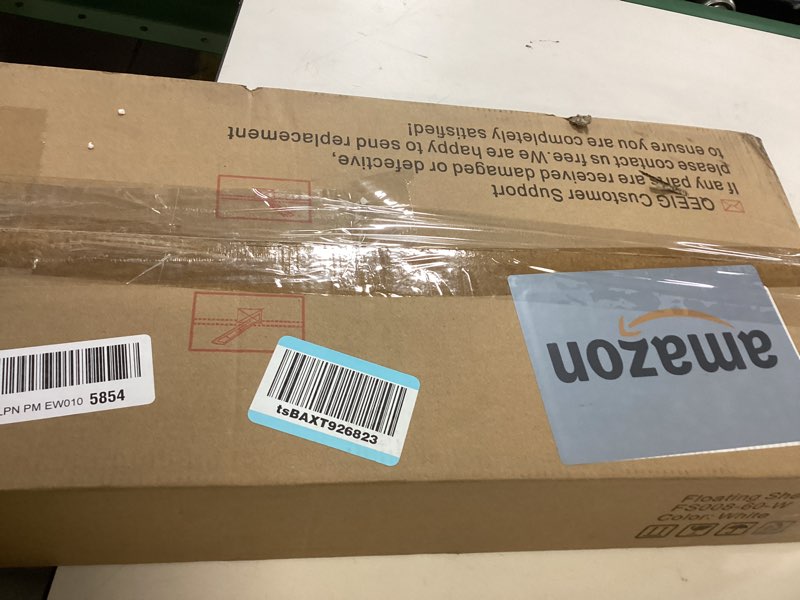 QEEIG Customer Support
If any parts are received damaged or defective,
please contact us free.We are happy to send replacement
to ensure you are completely satisfied!
amazon
LPN PM EW010 5854
tsBAXT926823
Floating She
FS008-60-W
Color: White